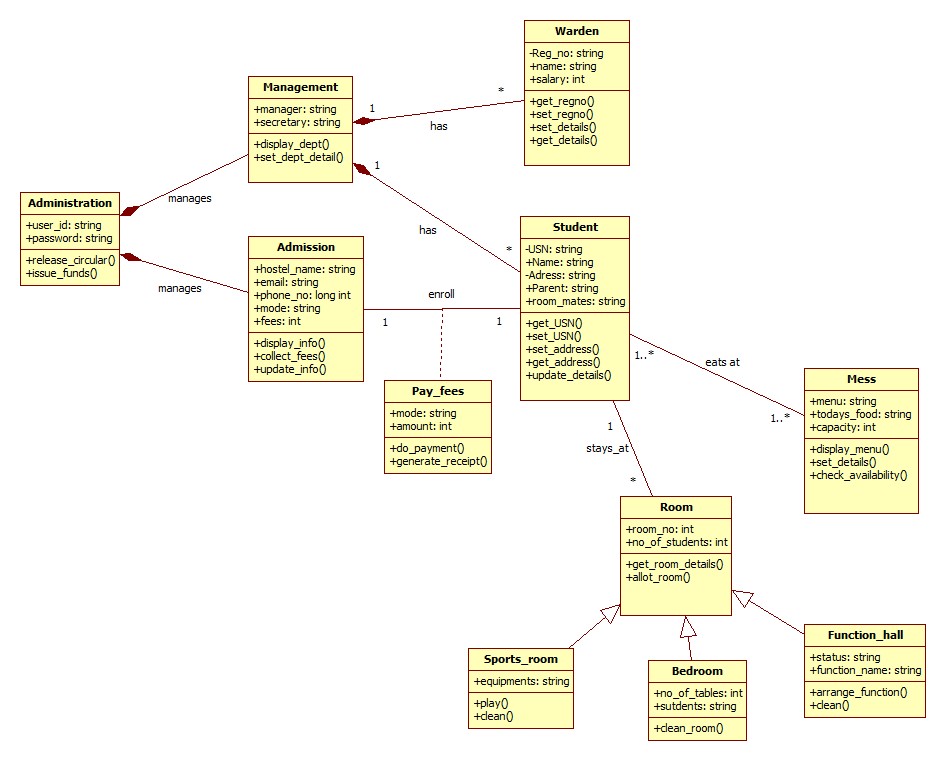 Warden
-Reg_no: string
+name: string
+salary: int
+get_regno()
+set_regno()
+set_details()
+get_details()
Management
+manager: string
+secretary: string
+display_dept()
+set_dept_detail()
1
*
has
1
has
*
manages
Administration
+user_id: string
+password: string
+release_circular()
+issue_funds()
manages
Admission
+hostel_name: string
+email: string
+phone_no: long int
+mode: string
+fees: int
+display_info()
+collect_fees()
+update_info()
enroll
1
1
Student
-USN: string
+Name: string
-Adress: string
+Parent: string
+room_mates: string
+get_USN()
+set_USN()
+set_address()
+get_address()
+update_details()
1..*
eats at
1..*
Mess
+menu: string
+todays_food: string
+capacity: int
+display_menu()
+set_details()
+check_availability()
Pay_fees
+mode: string
+amount: int
+do_payment()
+generate_receipt()
1
stays_at
*
Room
+room_no: int
+no_of_students: int
+get_room_details()
+allot_room()
Sports_room
+equipments: string
+play()
+clean()
Bedroom
+no_of_tables: int
+sutdents: string
+clean_room()
Function_hall
+status: string
+function_name: string
+arrange_function()
+clean()